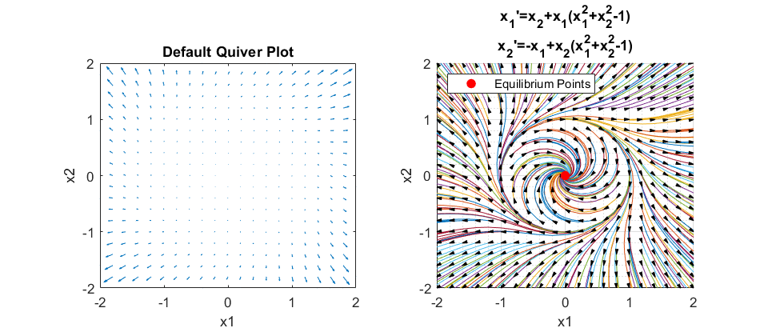 Default Quiver Plot
x2
2
1
0
-1
-2
-2 -1 0 1 2
x1
x₁'=x₂+x₁(x₁²+x₂²-1)
x₂'=-x₁+x₂(x₁²+x₂²-1)
Equilibrium Points
x2
2
1
0
-1
-2
-2 -1 0 1 2
x1